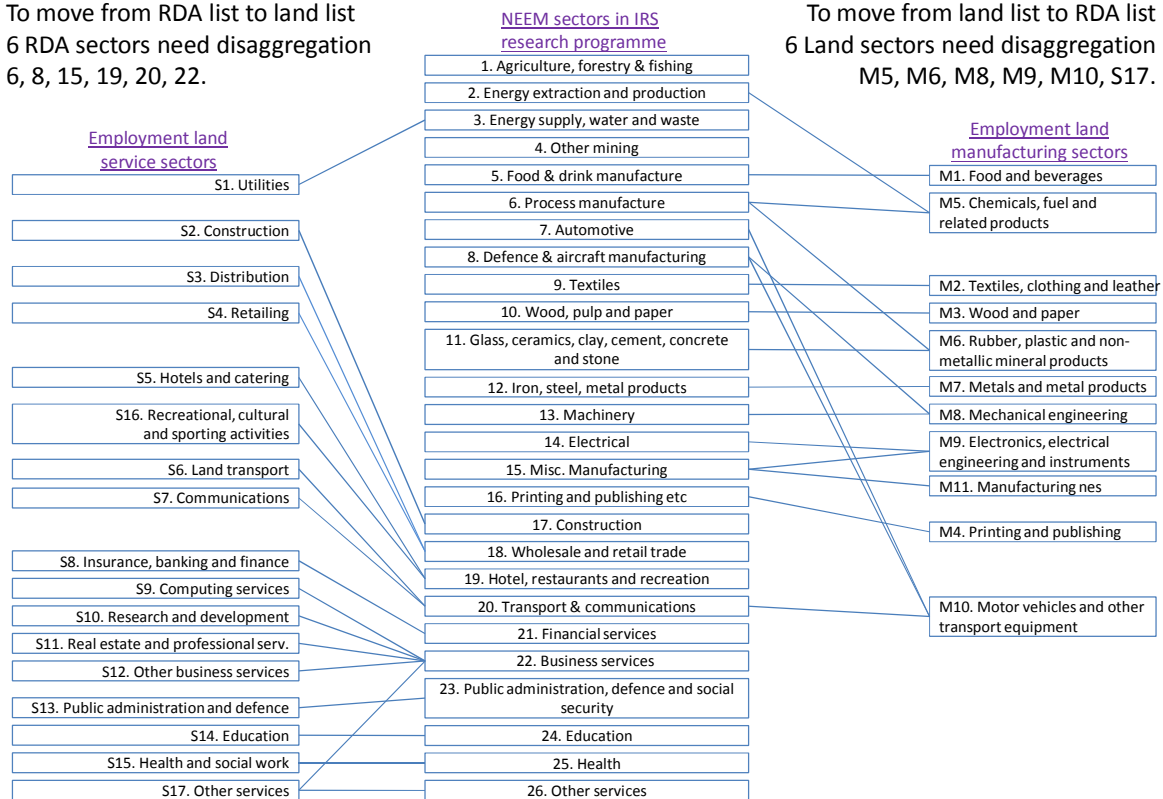 To move from RDA list to land list
6 RDA sectors need disaggregation
6, 8, 15, 19, 20, 22.
NEEM sectors in IRS
research programme
To move from land list to RDA list
6 Land sectors need disaggregation
M5, M6, M8, M9, M10, S17.
Employment land
service sectors
S1. Utilities
S2. Construction
S3. Distribution
S4. Retailing
S5. Hotels and catering
S16. Recreational, cultural
and sporting activities
S6. Land transport
S7. Communications
S8. Insurance, banking and finance
S9. Computing services
S10. Research and development
S11. Real estate and professional serv.
S12. Other business services
S13. Public administration and defence
S14. Education
S15. Health and social work
S17. Other services
1. Agriculture, forestry & fishing
2. Energy extraction and production
3. Energy supply, water and waste
4. Other mining
5. Food & drink manufacture
6. Process manufacture
7. Automotive
8. Defence & aircraft manufacturing
9. Textiles
10. Wood, pulp and paper
11. Glass, ceramics, clay, cement, concrete
and stone
12. Iron, steel, metal products
13. Machinery
14. Electrical
15. Misc. Manufacturing
16. Printing and publishing etc
17. Construction
18. Wholesale and retail trade
19. Hotel, restaurants and recreation
20. Transport & communications
21. Financial services
22. Business services
23. Public administration, defence and social
security
24. Education
25. Health
26. Other services
Employment land
manufacturing sectors
M1. Food and beverages
M5. Chemicals, fuel and
related products
M2. Textiles, clothing and leather
M3. Wood and paper
M6. Rubber, plastic and non-
metallic mineral products
M7. Metals and metal products
M8. Mechanical engineering
M9. Electronics, electrical
engineering and instruments
M11. Manufacturing nes
M4. Printing and publishing
M10. Motor vehicles and other
transport equipment